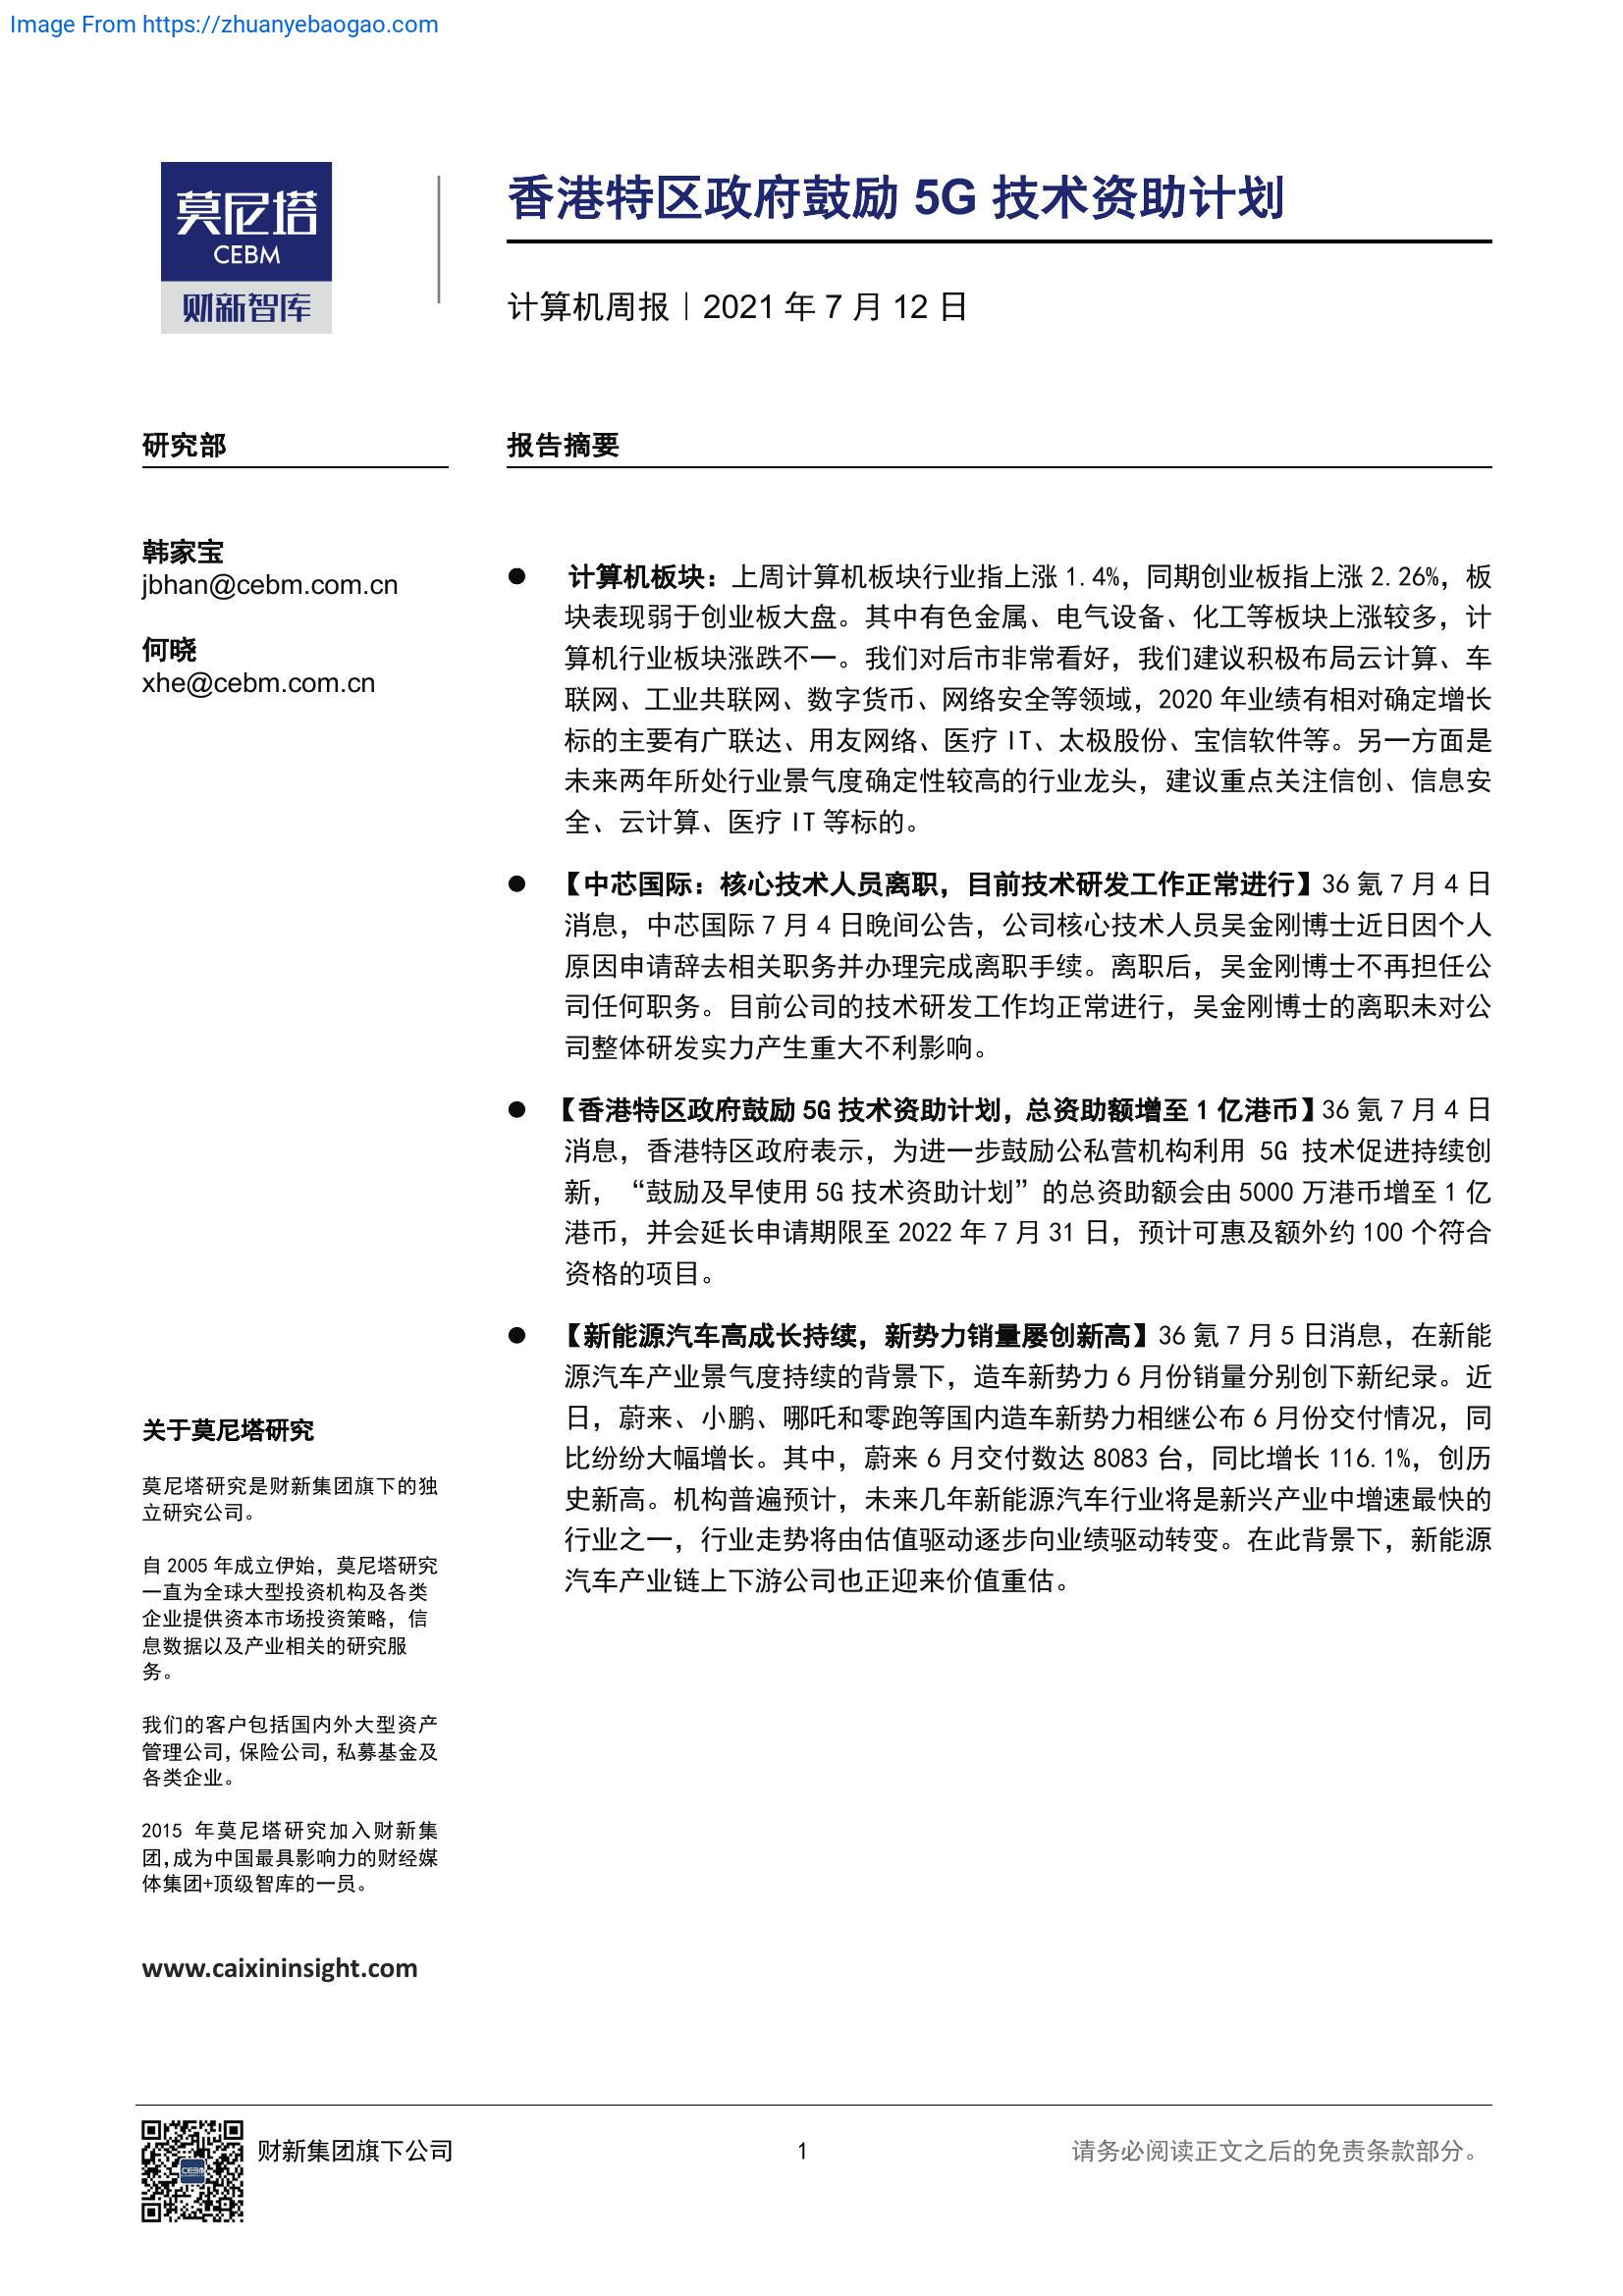 Image From https://zhuanyebaogao.com
莫尼塔
CEBM
财新智库
香港特区政府鼓励 5G 技术资助计划
计算机周报｜2021 年 7 月 12 日
研究部
韩家宝
jbhan@cebm.com.cn
何晓
xhe@cebm.com.cn
报告摘要
● 计算机板块：上周计算机板块行业指上涨 1.4%，同期创业板指上涨 2.26%，板
块表现弱于创业板大盘。其中有色金属、电气设备、化工等板块上涨较多，计
算机行业板块涨跌不一。我们对后市非常看好，我们建议积极布局云计算、车
联网、工业共联网、数字货币、网络安全等领域，2020 年业绩有相对确定增长
标的主要有广联达、用友网络、医疗 IT、太极股份、宝信软件等。另一方面是
未来两年所处行业景气度确定性较高的行业龙头，建议重点关注信创、信息安
全、云计算、医疗 IT 等标的。
● 【中芯国际：核心技术人员离职，目前技术研发工作正常进行】36 氪 7 月 4 日
消息，中芯国际 7 月 4 日晚间公告，公司核心技术人员吴金刚博士近日因个人
原因申请辞去相关职务并办理完成离职手续。离职后，吴金刚博士不再担任公
司任何职务。目前公司的技术研发工作均正常进行，吴金刚博士的离职未对公
司整体研发实力产生重大不利影响。
● 【香港特区政府鼓励 5G 技术资助计划，总资助额增至 1 亿港币】36 氪 7 月 4 日
消息，香港特区政府表示，为进一步鼓励公私营机构利用 5G 技术促进持续创
新，“鼓励及早使用 5G 技术资助计划”的总资助额会由 5000 万港币增至 1 亿
港币，并会延长申请期限至 2022 年 7 月 31 日，预计可惠及额外约 100 个符合
资格的项目。
● 【新能源汽车高成长持续，新势力销量屡创新高】36 氪 7 月 5 日消息，在新能
源汽车产业景气度持续的背景下，造车新势力 6 月份销量分别创下新纪录。近
日，蔚来、小鹏、哪吒和零跑等国内造车新势力相继公布 6 月份交付情况，同
比纷纷大幅增长。其中，蔚来 6 月交付数达 8083 台，同比增长 116.1%，创历
史新高。机构普遍预计，未来几年新能源汽车行业将是新兴产业中增速最快的
行业之一，行业走势将由估值驱动逐步向业绩驱动转变。在此背景下，新能源
汽车产业链上下游公司也正迎来价值重估。
关于莫尼塔研究
莫尼塔研究是财新集团旗下的独
立研究公司。
自 2005 年成立伊始，莫尼塔研究
一直为全球大型投资机构及各类
企业提供资本市场投资策略，信
息数据以及产业相关的研究服
务。
我们的客户包括国内外大型资产
管理公司，保险公司，私募基金及
各类企业。
2015 年莫尼塔研究加入财新集
团，成为中国最具影响力的财经媒
体集团+顶级智库的一员。
www.caixininsight.com
CEBM
财新集团旗下公司
1
请务必阅读正文之后的免责条款部分。